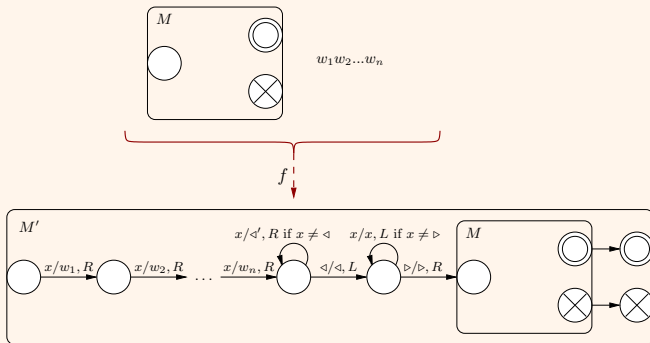 M
w₁w₂...wₙ
f
M′
x/◃′, R if x ≠ ◃
x/x, L if x ≠ ▹
M
x/w₁, R
x/w₂, R
...
x/wₙ, R
◃/◃, L
▹/▹, R